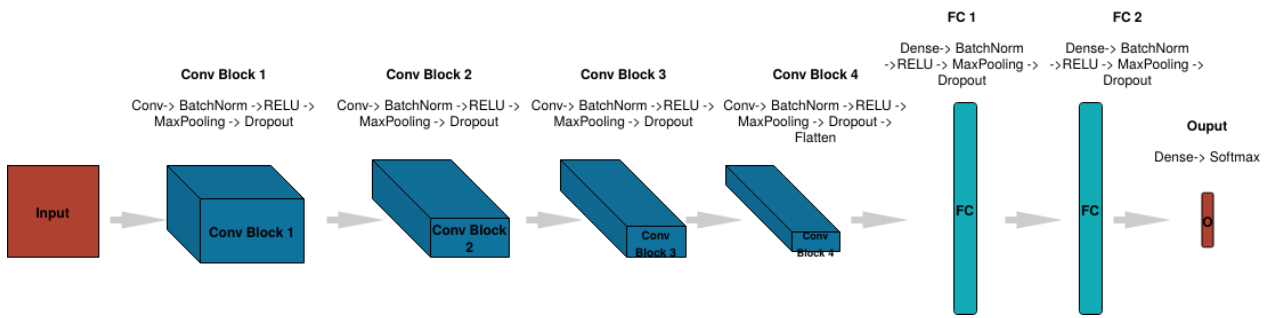 FC 1
Dense-> BatchNorm
->RELU -> MaxPooling ->
Dropout
FC 2
Dense-> BatchNorm
->RELU -> MaxPooling ->
Dropout
Conv Block 1
Conv-> BatchNorm ->RELU ->
MaxPooling -> Dropout
Conv Block 2
Conv-> BatchNorm ->RELU ->
MaxPooling -> Dropout
Conv Block 3
Conv-> BatchNorm ->RELU ->
MaxPooling -> Dropout
Conv Block 4
Conv-> BatchNorm ->RELU ->
MaxPooling -> Dropout ->
Flatten
Ouput
Dense-> Softmax
Input
Conv Block 1
Conv Block
2
Conv
Block 3
Conv
Block 4
FC
FC
O